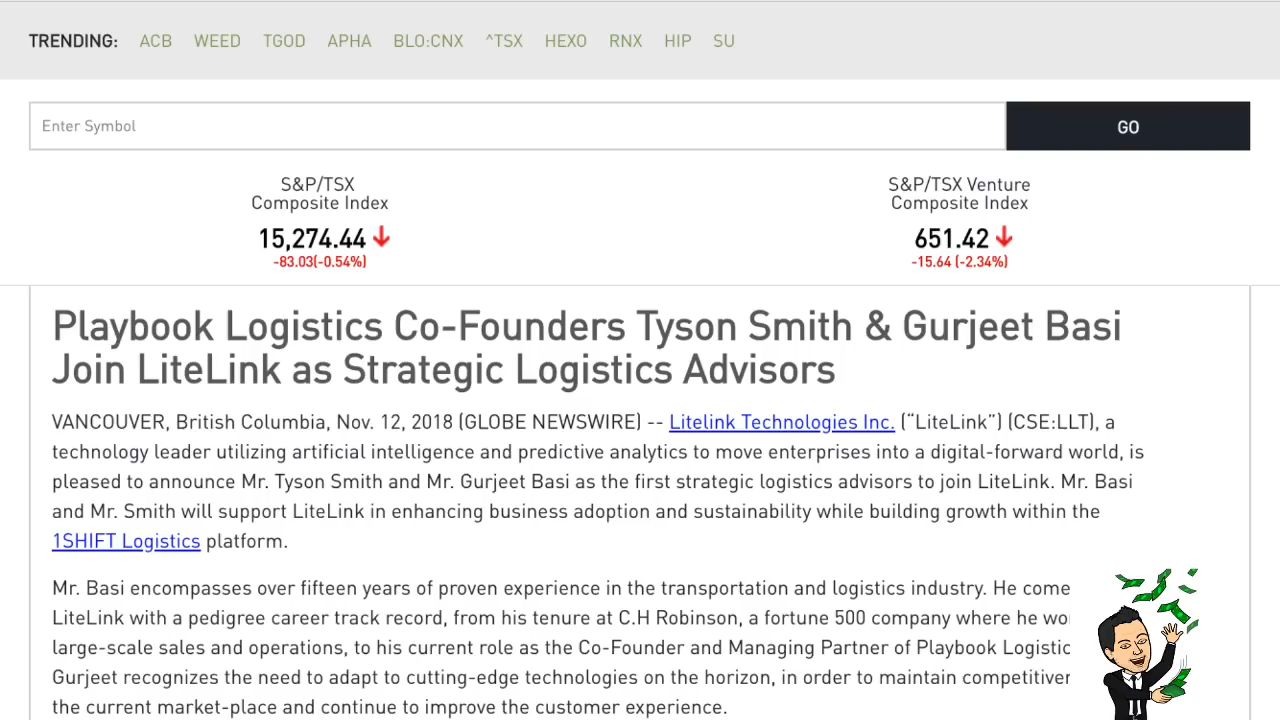 TRENDING: ACB WEED TGOD APHA BLO:CNX ^TSX HEXO RNX HIP SU
Enter Symbol GO
S&P/TSX
Composite Index
15,274.44
-83.03(-0.54%)
S&P/TSX Venture
Composite Index
651.42
-15.64 (-2.34%)
Playbook Logistics Co-Founders Tyson Smith & Gurjeet Basi
Join LiteLink as Strategic Logistics Advisors
VANCOUVER, British Columbia, Nov. 12, 2018 (GLOBE NEWSWIRE) -- Litelink Technologies Inc. (“LiteLink”) (CSE:LLT), a
technology leader utilizing artificial intelligence and predictive analytics to move enterprises into a digital-forward world, is
pleased to announce Mr. Tyson Smith and Mr. Gurjeet Basi as the first strategic logistics advisors to join LiteLink. Mr. Basi
and Mr. Smith will support LiteLink in enhancing business adoption and sustainability while building growth within the
1SHIFT Logistics platform.
Mr. Basi encompasses over fifteen years of proven experience in the transportation and logistics industry. He come
LiteLink with a pedigree career track record, from his tenure at C.H Robinson, a fortune 500 company where he wo
large-scale sales and operations, to his current role as the Co-Founder and Managing Partner of Playbook Logistic
Gurjeet recognizes the need to adapt to cutting-edge technologies on the horizon, in order to maintain competitive
the current market-place and continue to improve the customer experience.